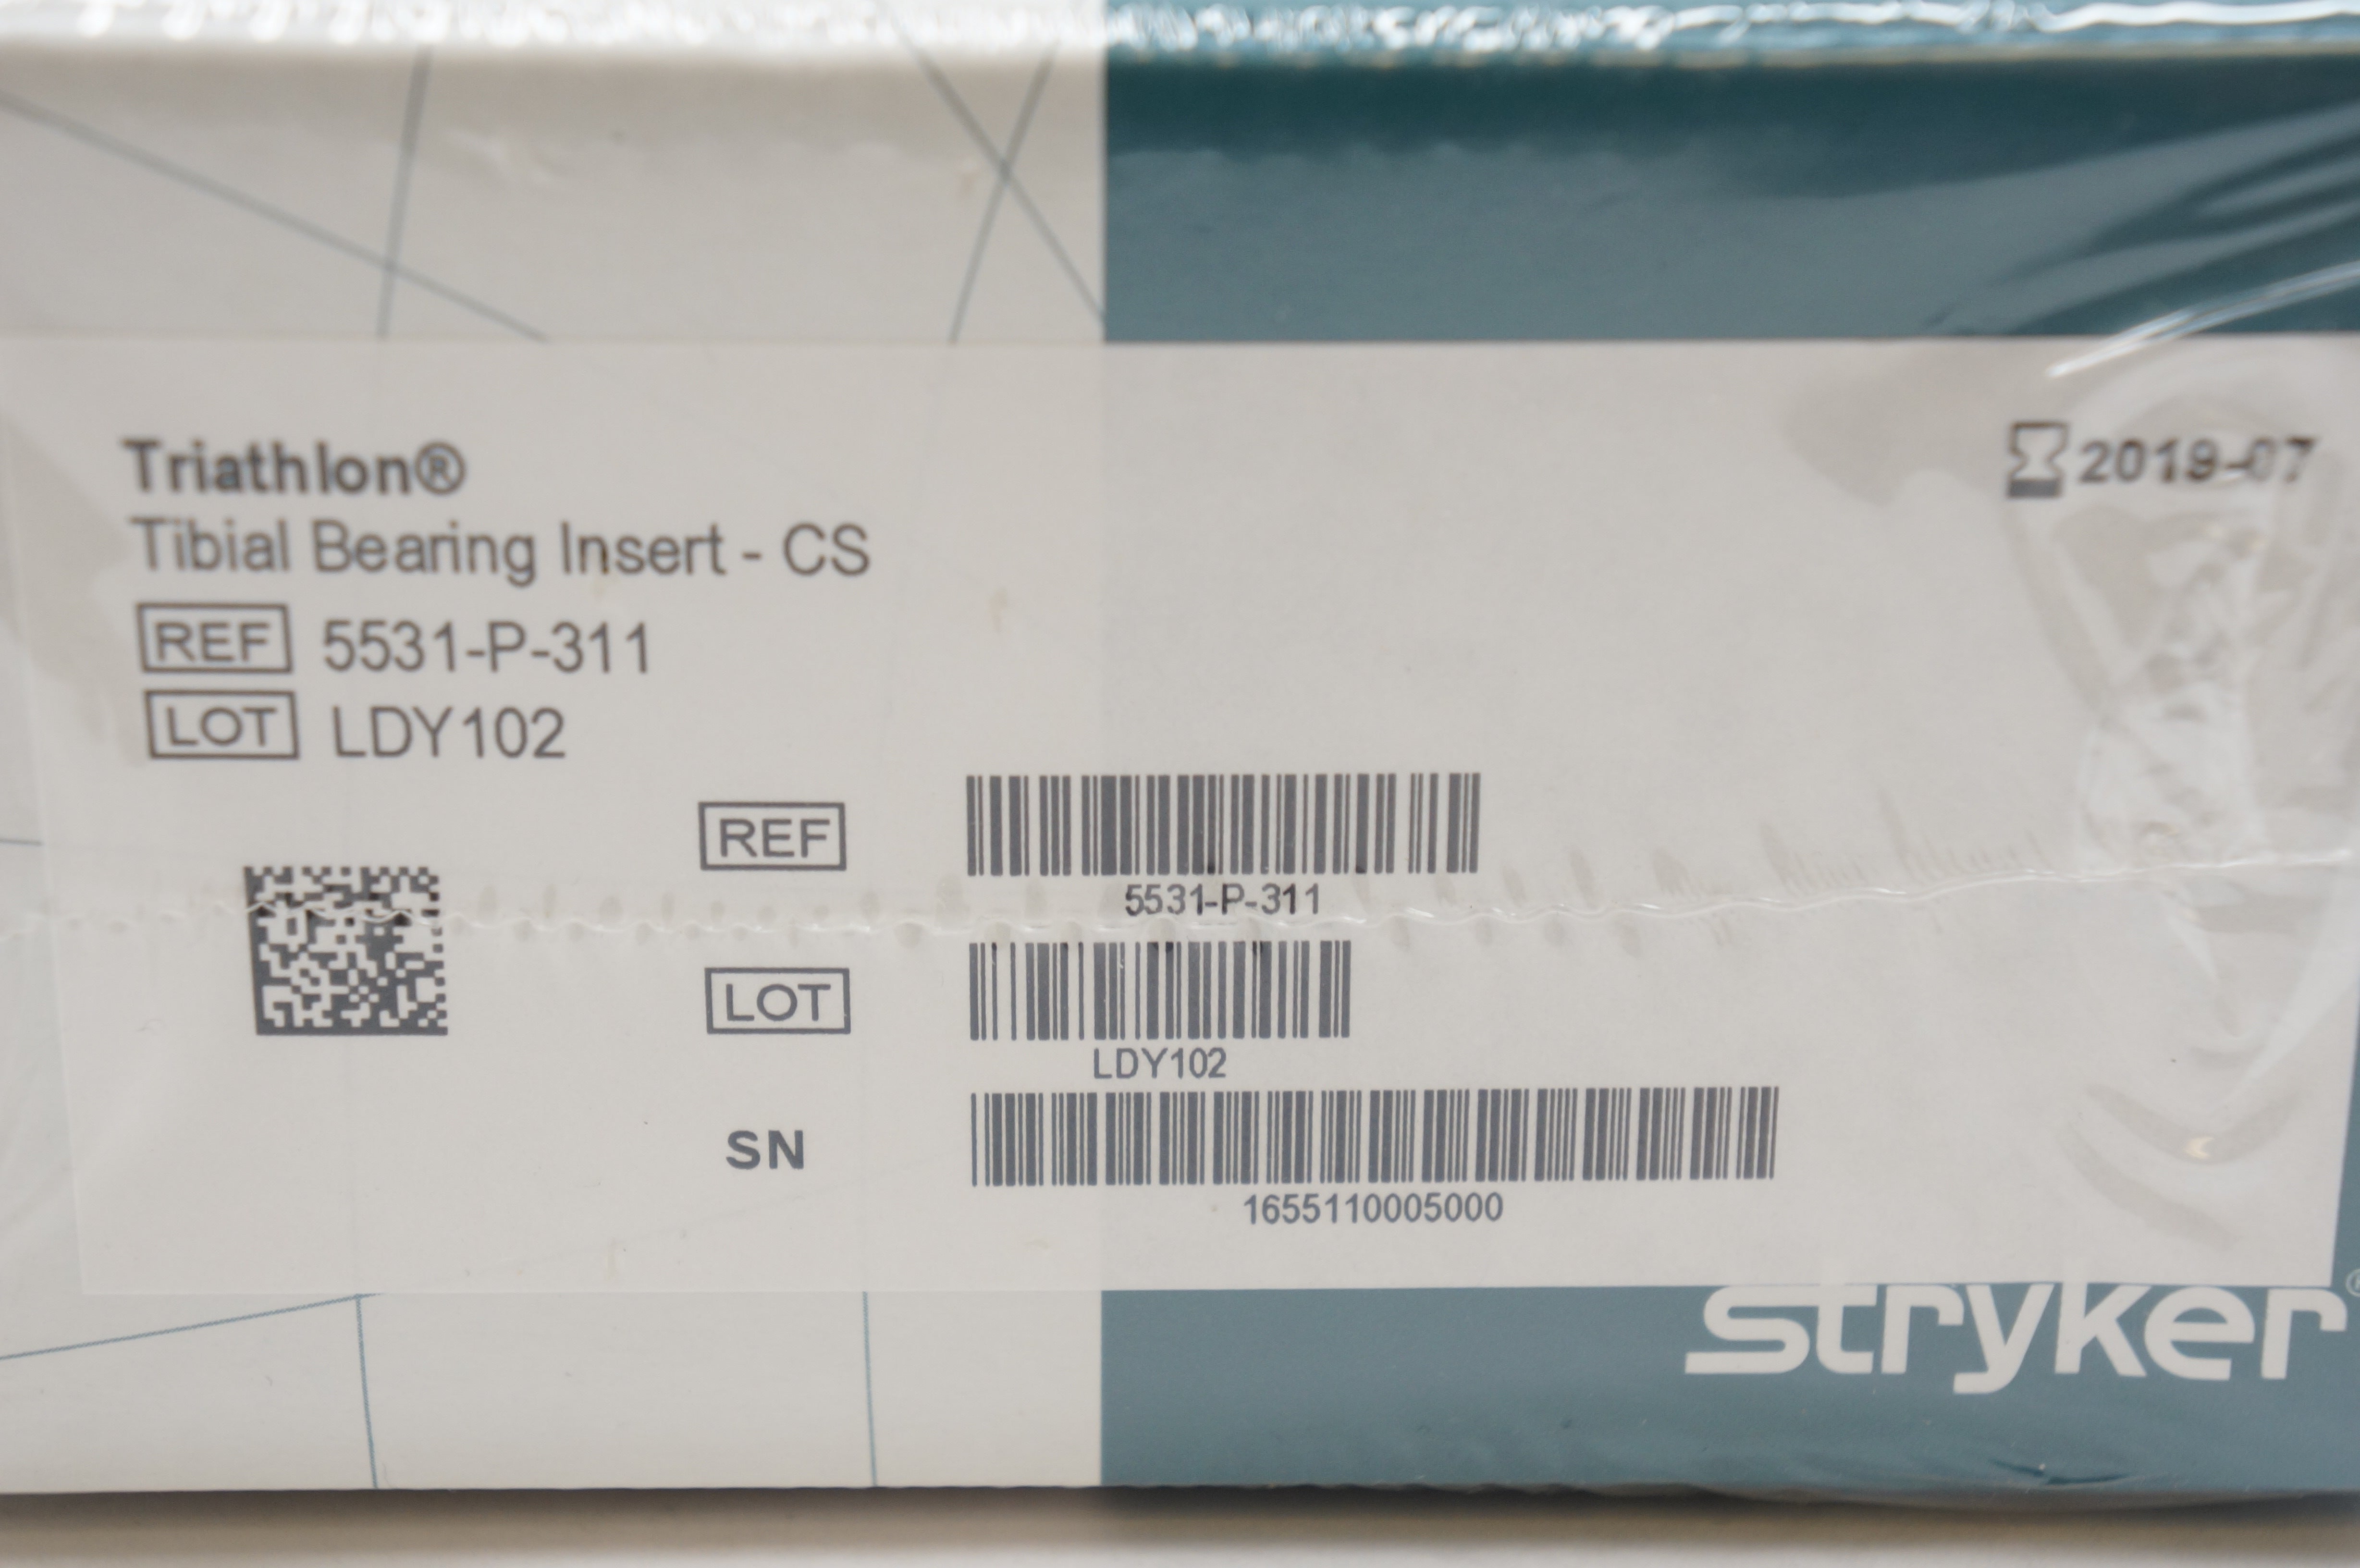 Triathlon®
2019-07
Tibial Bearing Insert - CS
REF 5531-P-311
LOT LDY102
REF
5531-P-311
LOT
LDY102
SN
1655110005000
stryker®